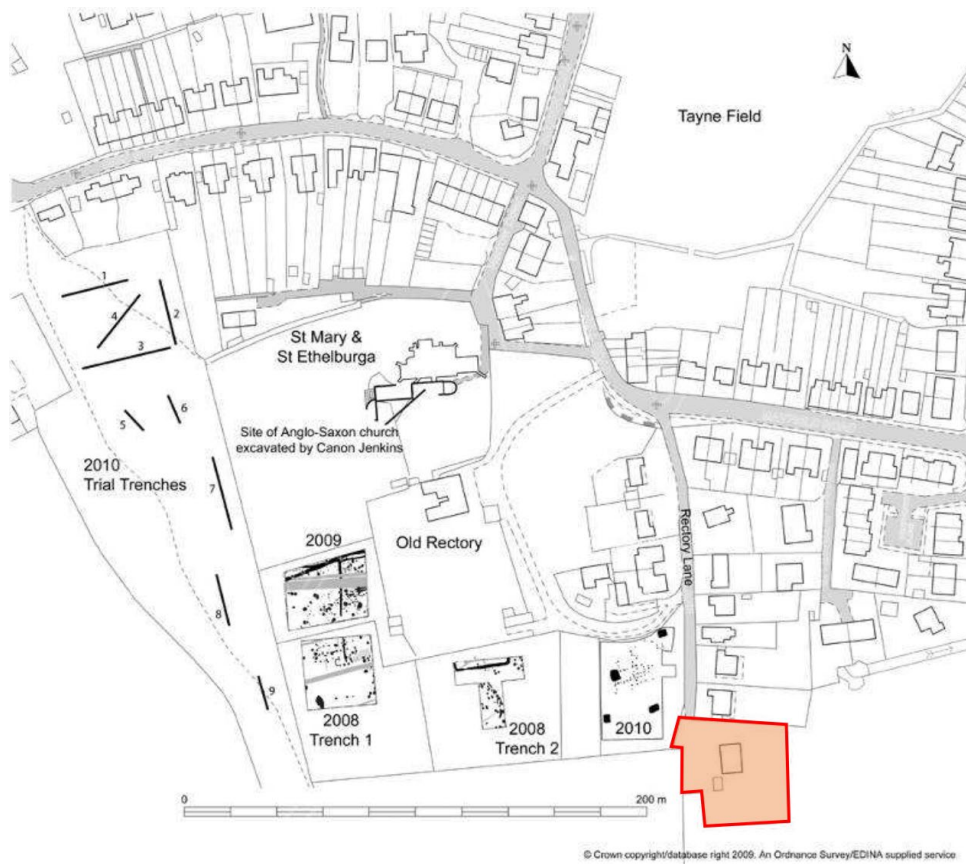 N
Tayne Field
1
2
4
3
St Mary &
St Ethelburga
6
5
Site of Anglo-Saxon church
excavated by Canon Jenkins
2010
Trial Trenches
7
Rectory Lane
2009
Old Rectory
8
9
2008
Trench 1
2008
Trench 2
2010
0
200 m
© Crown copyright/database right 2009. An Ordnance Survey/EDINA supplied service